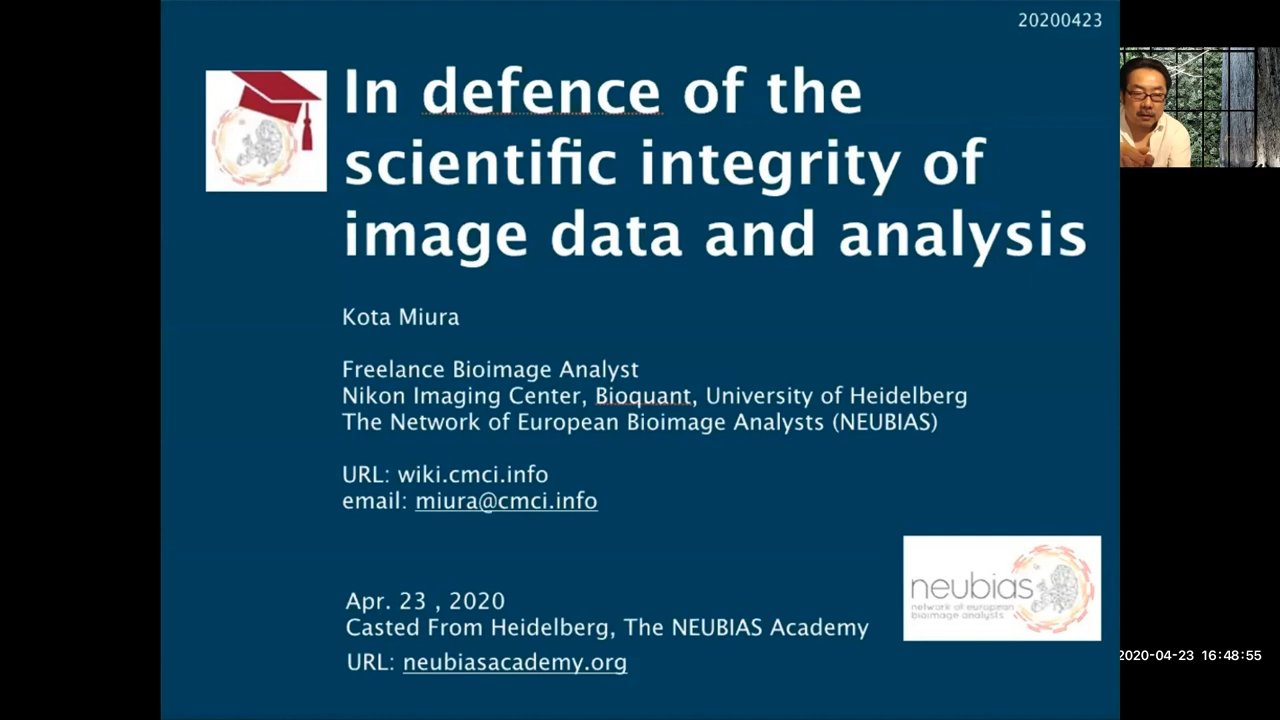 20200423
In defence of the
scientific integrity of
image data and analysis
Kota Miura
Freelance Bioimage Analyst
Nikon Imaging Center, Bioquant, University of Heidelberg
The Network of European Bioimage Analysts (NEUBIAS)
URL: wiki.cmci.info
email: miura@cmci.info
neubias
network of european
bioimage analysts
Apr. 23 , 2020
Casted From Heidelberg, The NEUBIAS Academy
URL: neubiasacademy.org
2020-04-23 16:48:55